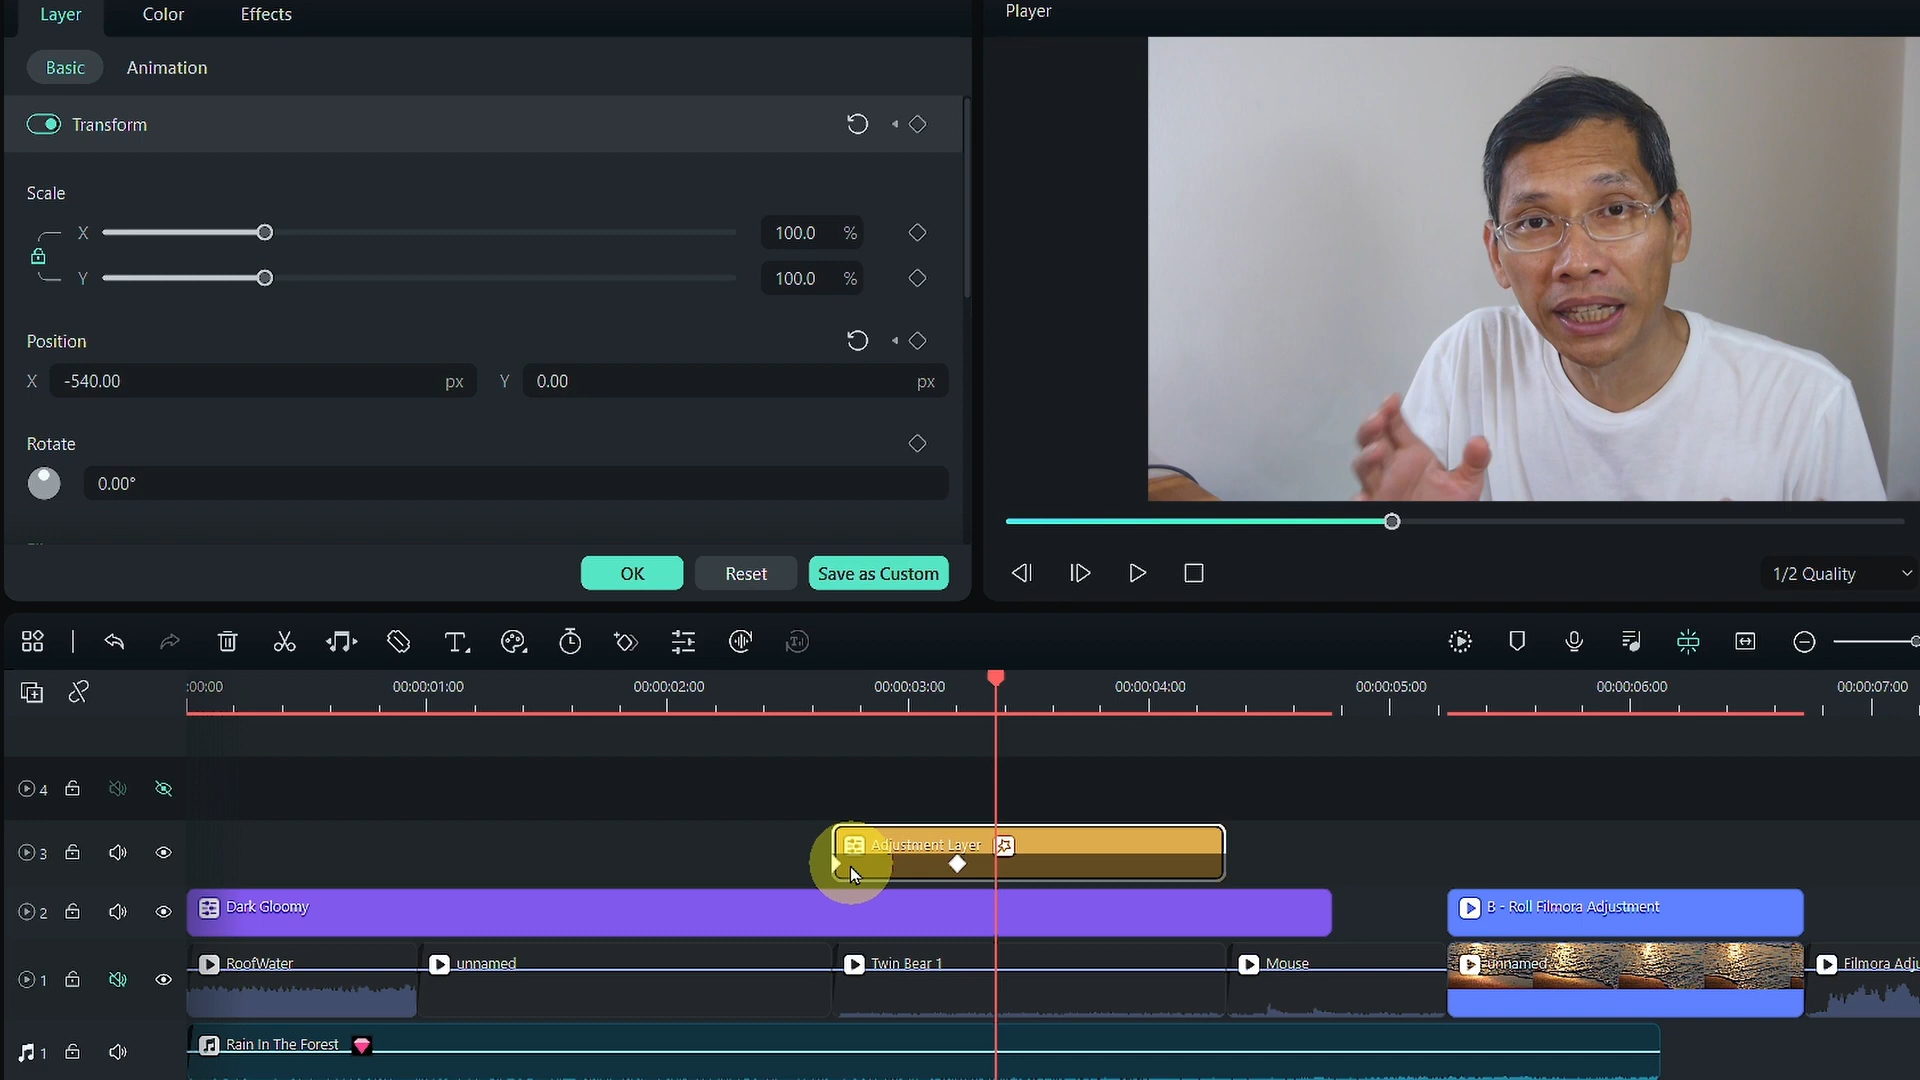 Layer Color Effects
Player
Basic Animation
Transform
Scale
X 100.0 %
Y 100.0 %
Position
X -540.00 px Y 0.00 px
Rotate
0.00°
OK Reset Save as Custom
1/2 Quality
:00:00 00:00:01:00 00:00:02:00 00:00:03:00 00:00:04:00 00:00:05:00 00:00:06:00 00:00:07:00
4
3 Adjustment Layer
2 Dark Gloomy B - Roll Filmora Adjustment
1 RoofWater unnamed Twin Bear 1 Mouse unnamed Filmora Adju
1 Rain In The Forest